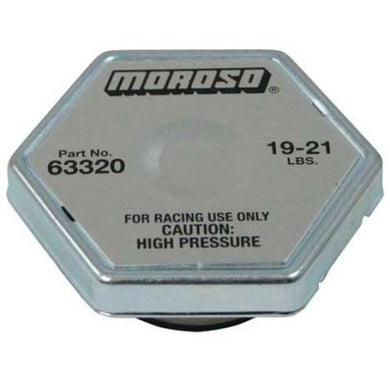 MOROSO®
Part No. 19-21
63320 LBS.
FOR RACING USE ONLY
CAUTION:
HIGH PRESSURE